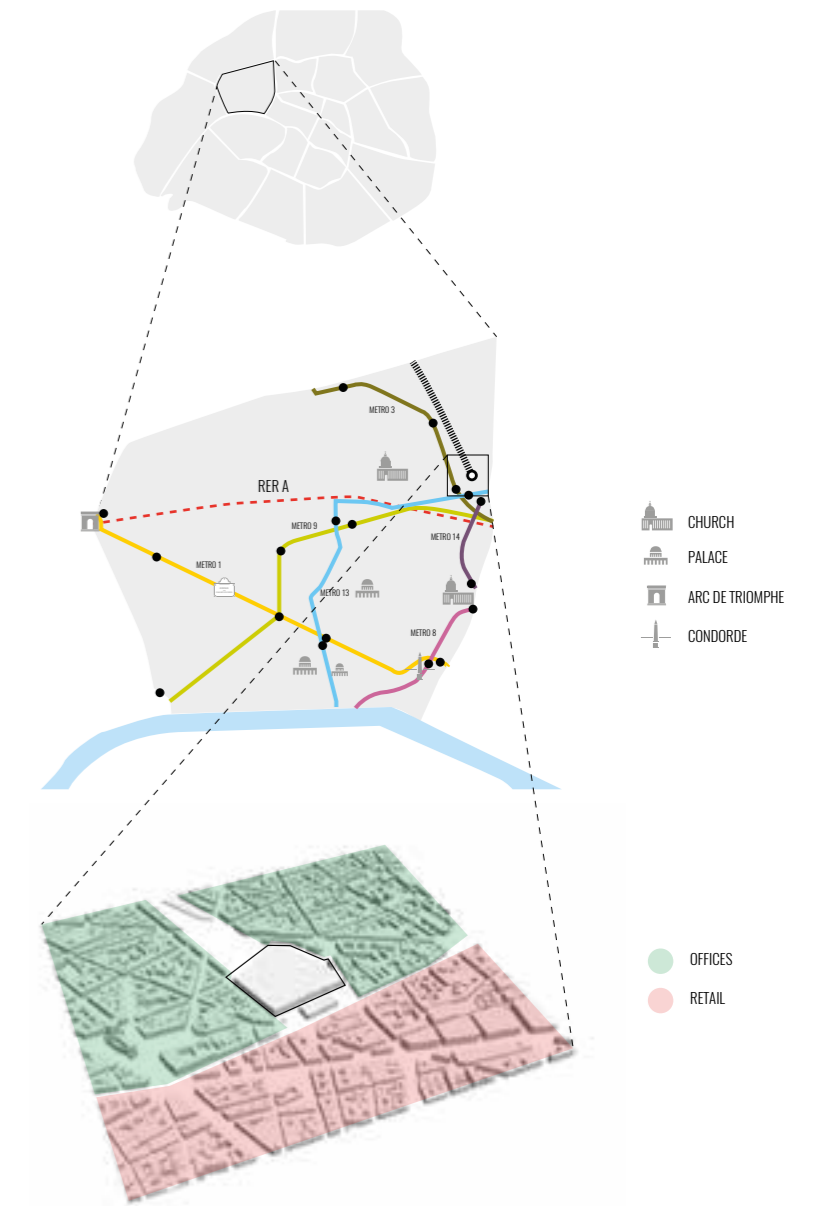 METRO 3
RER A
METRO 9
METRO 14
CHURCH
PALACE
METRO 1
METRO 13
ARC DE TRIOMPHE
METRO 8
CONDORDE
OFFICES
RETAIL